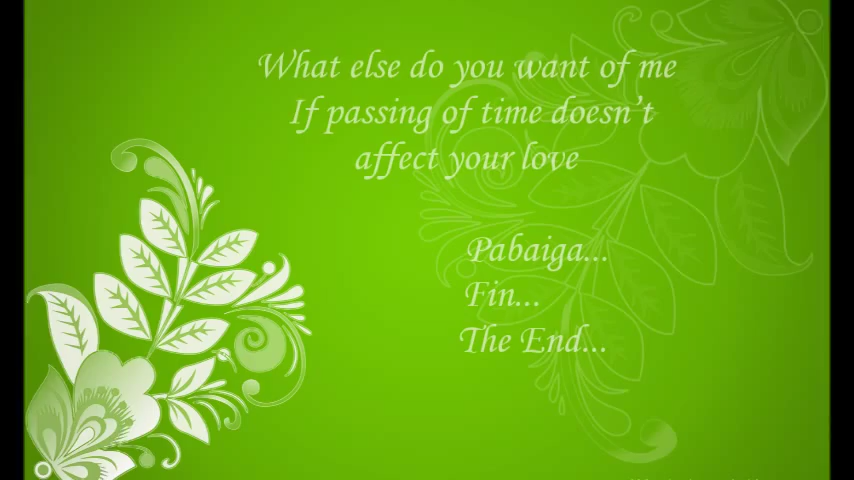 What else do you want of me
If passing of time doesn't
affect your love
Pabaiga...
Fin...
The End...